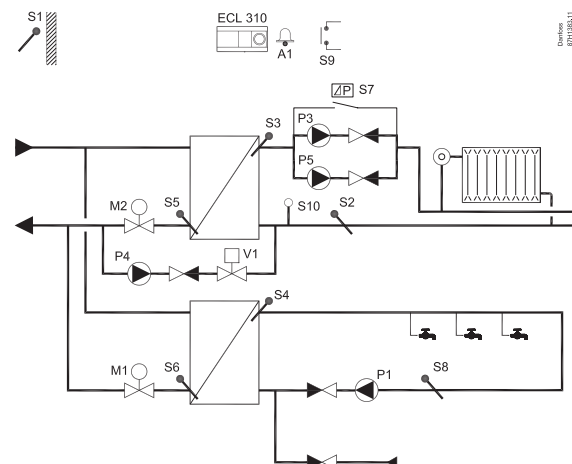 S1
ECL 310
A1
S9
Danfoss
87H1383.11
P
S7
S3
P3
P5
M2
S5
S10
S2
P4
V1
S4
M1
S6
P1
S8